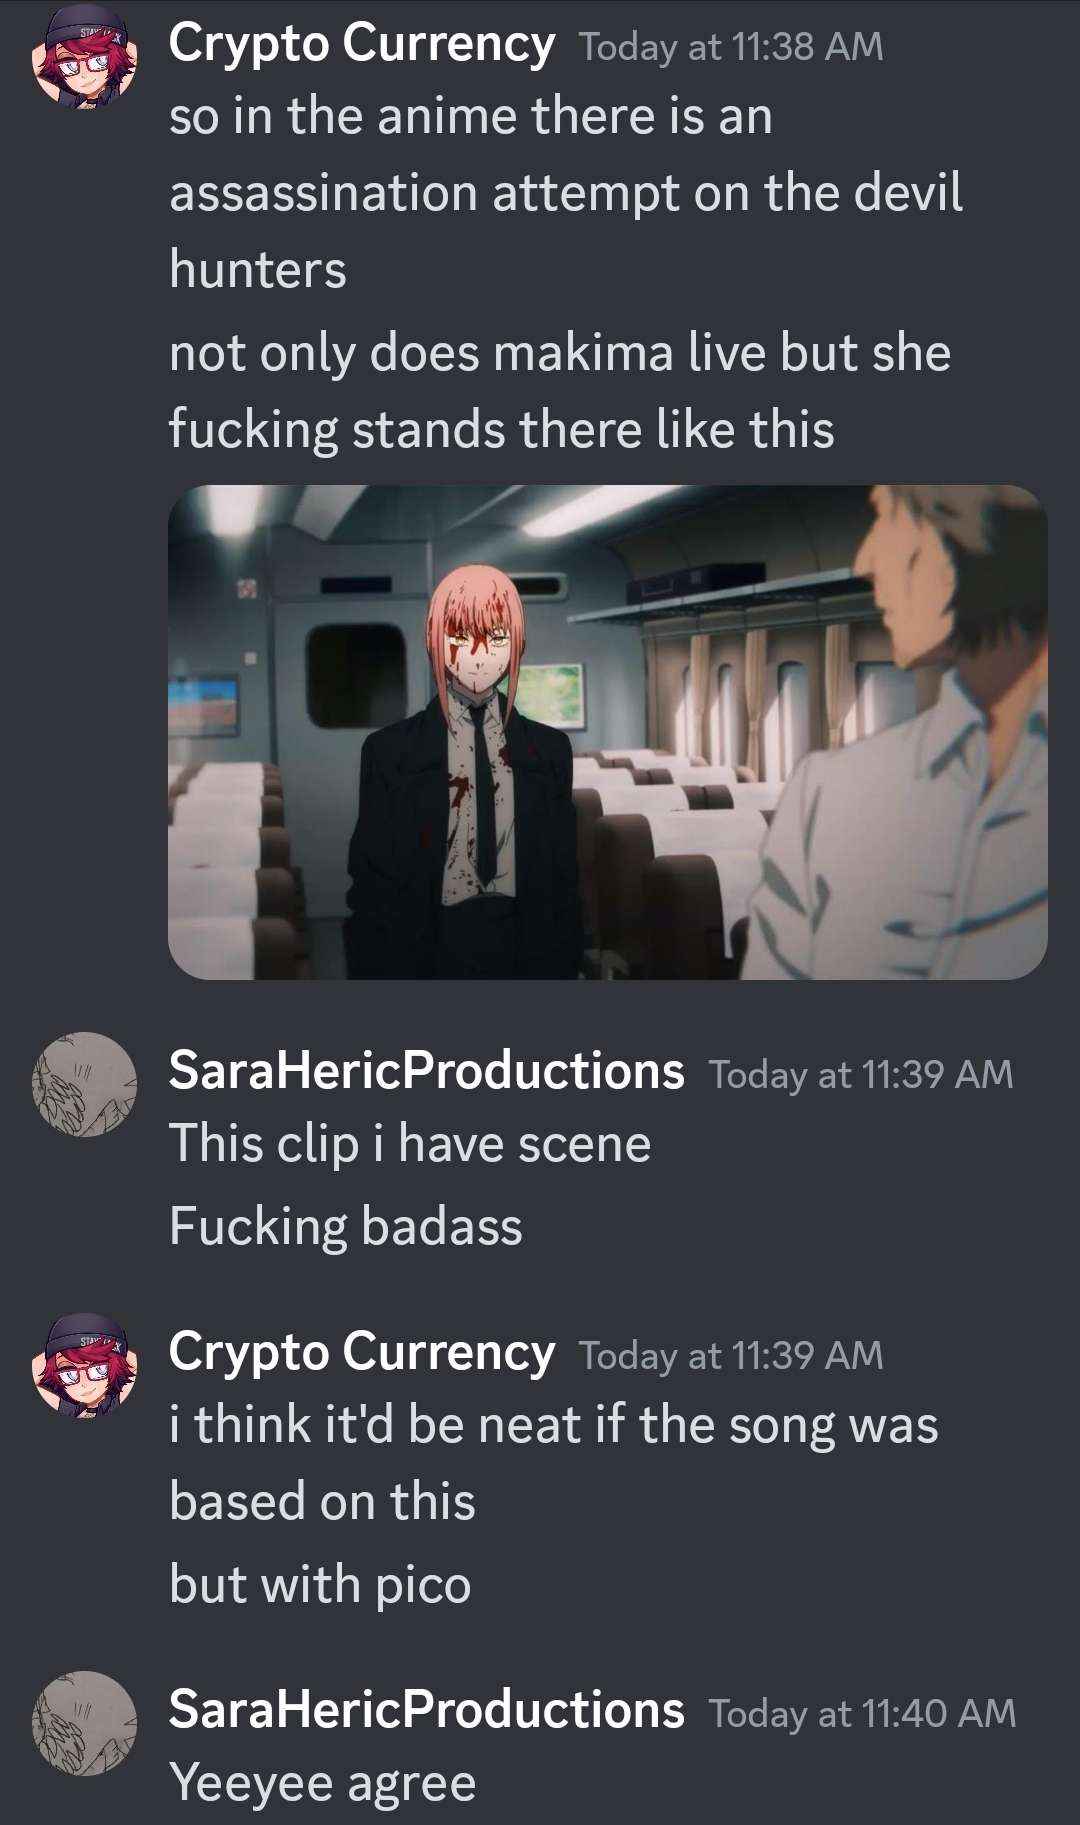 Crypto Currency Today at 11:38 AM
so in the anime there is an
assassination attempt on the devil
hunters
not only does makima live but she
fucking stands there like this
SaraHericProductions Today at 11:39 AM
This clip i have scene
Fucking badass
Crypto Currency Today at 11:39 AM
i think it'd be neat if the song was
based on this
but with pico
SaraHericProductions Today at 11:40 AM
Yeeyee agree